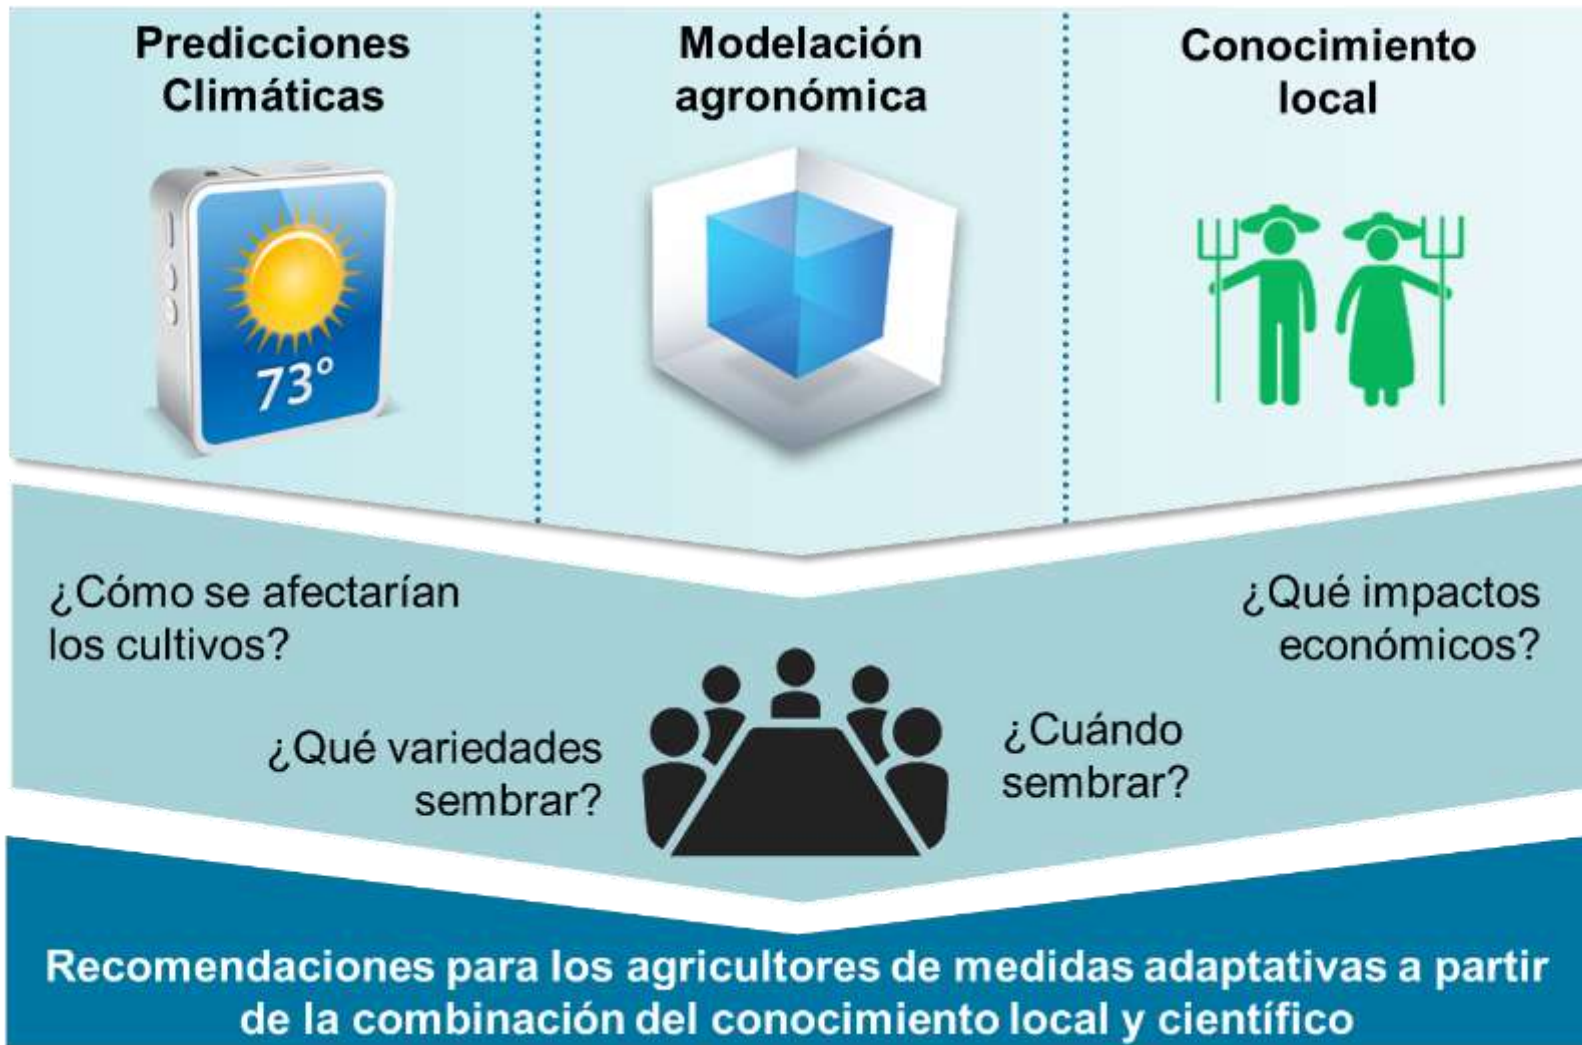 Predicciones
Climáticas
Modelación
agronómica
Conocimiento
local
73°
¿Cómo se afectarían
los cultivos?
¿Qué variedades
sembrar?
¿Cuándo
sembrar?
¿Qué impactos
económicos?
Recomendaciones para los agricultores de medidas adaptativas a partir
de la combinación del conocimiento local y científico